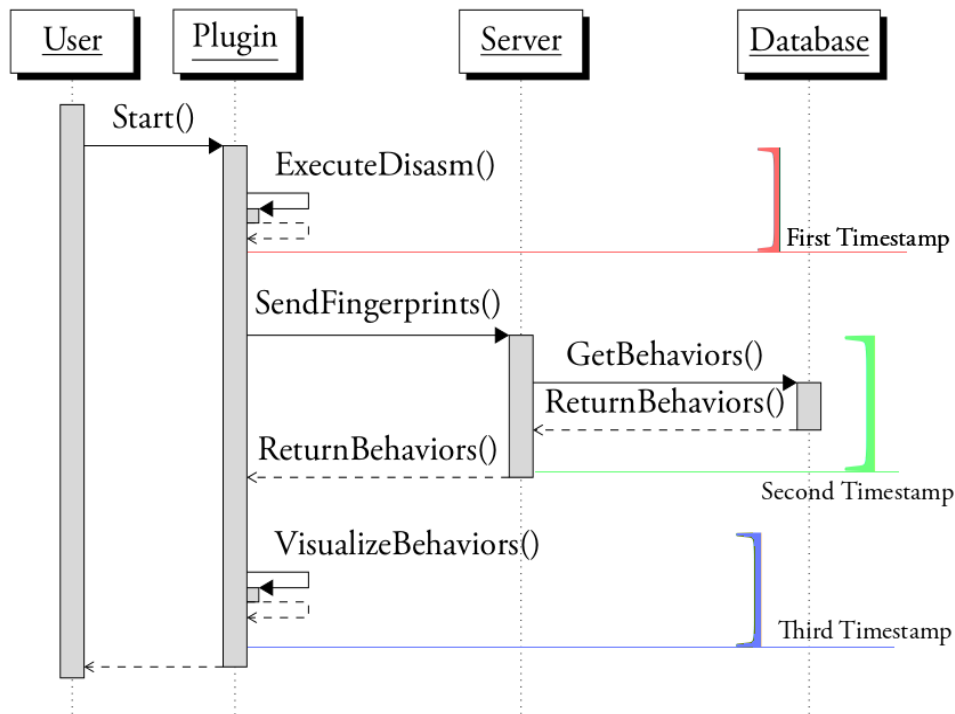 User
Plugin
Server
Database
Start()
ExecuteDisasm()
First Timestamp
SendFingerprints()
GetBehaviors()
ReturnBehaviors()
ReturnBehaviors()
Second Timestamp
VisualizeBehaviors()
Third Timestamp